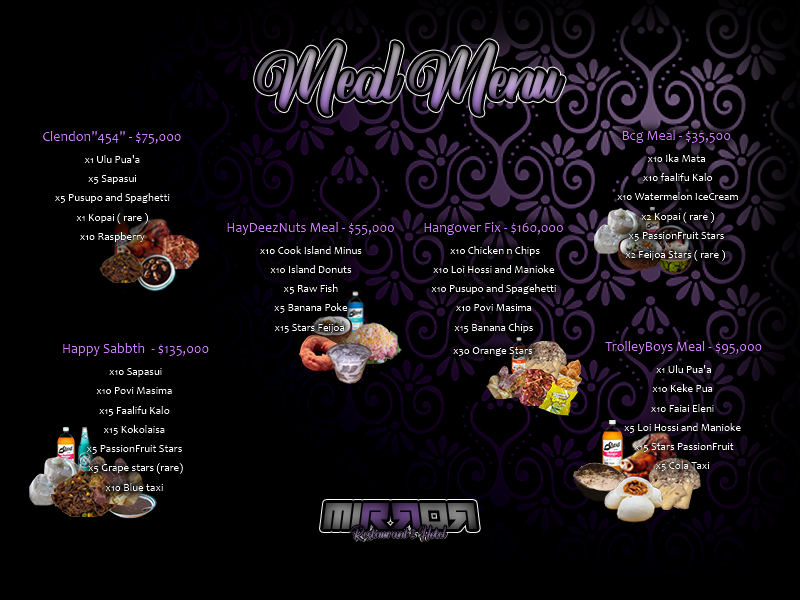 Meal Menu
Clendon"454" - $75,000
x1 Ulu Pua'a
x5 Sapasui
x5 Pusupo and Spaghetti
x1 Kopai ( rare )
x10 Raspberry
HayDeezNuts Meal - $55,000
x10 Cook Island Minus
x10 Island Donuts
x5 Raw Fish
x5 Banana Poke
x15 Stars Feijoa
Hangover Fix - $160,000
x10 Chicken n Chips
x10 Loi Hossi and Manioke
x10 Pusupo and Spagehetti
x10 Povi Masima
x15 Banana Chips
x30 Orange Stars
Bcg Meal - $35,500
x10 Ika Mata
x10 faalifu Kalo
x10 Watermelon IceCream
x2 Kopai ( rare )
x5 PassionFruit Stars
x2 Feijoa Stars ( rare )
Happy Sabbth - $135,000
x10 Sapasui
x10 Povi Masima
x15 Faalifu Kalo
x15 Kokolaisa
x5 PassionFruit Stars
x5 Grape stars (rare)
x10 Blue taxi
TrolleyBoys Meal - $95,000
x1 Ulu Pua'a
x10 Keke Pua
x10 Faiai Eleni
x5 Loi Hossi and Manioke
x15 Stars PassionFruit
x5 Cola Taxi
MIRROR
Restaurant & Hotel